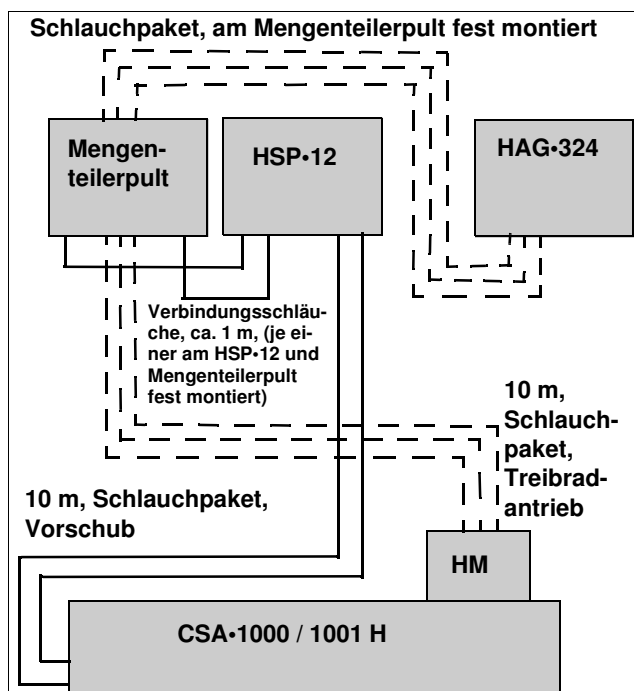 Schlauchpaket, am Mengenteilerpult fest montiert
Mengen-
teilerpult
HSP•12
HAG•324
Verbindungsschläu-
che, ca. 1 m, (je ei-
ner am HSP•12 und
Mengenteilerpult
fest montiert)
10 m,
Schlauch-
paket,
Treibrad-
antrieb
10 m, Schlauchpaket,
Vorschub
HM
CSA•1000 / 1001 H